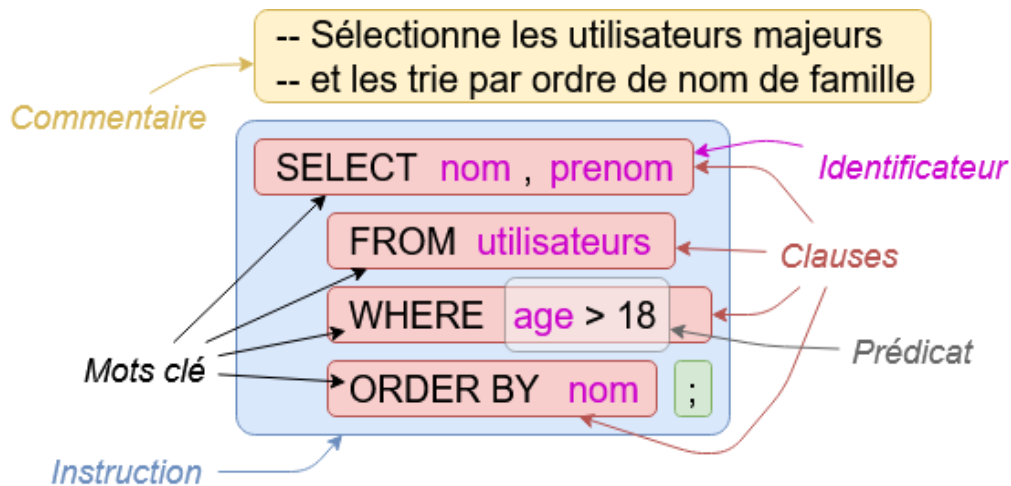 -- Sélectionne les utilisateurs majeurs
-- et les trie par ordre de nom de famille
Commentaire
SELECT nom , prenom
Identificateur
FROM utilisateurs
Clauses
WHERE age > 18
Prédicat
Mots clé
ORDER BY nom ;
Instruction